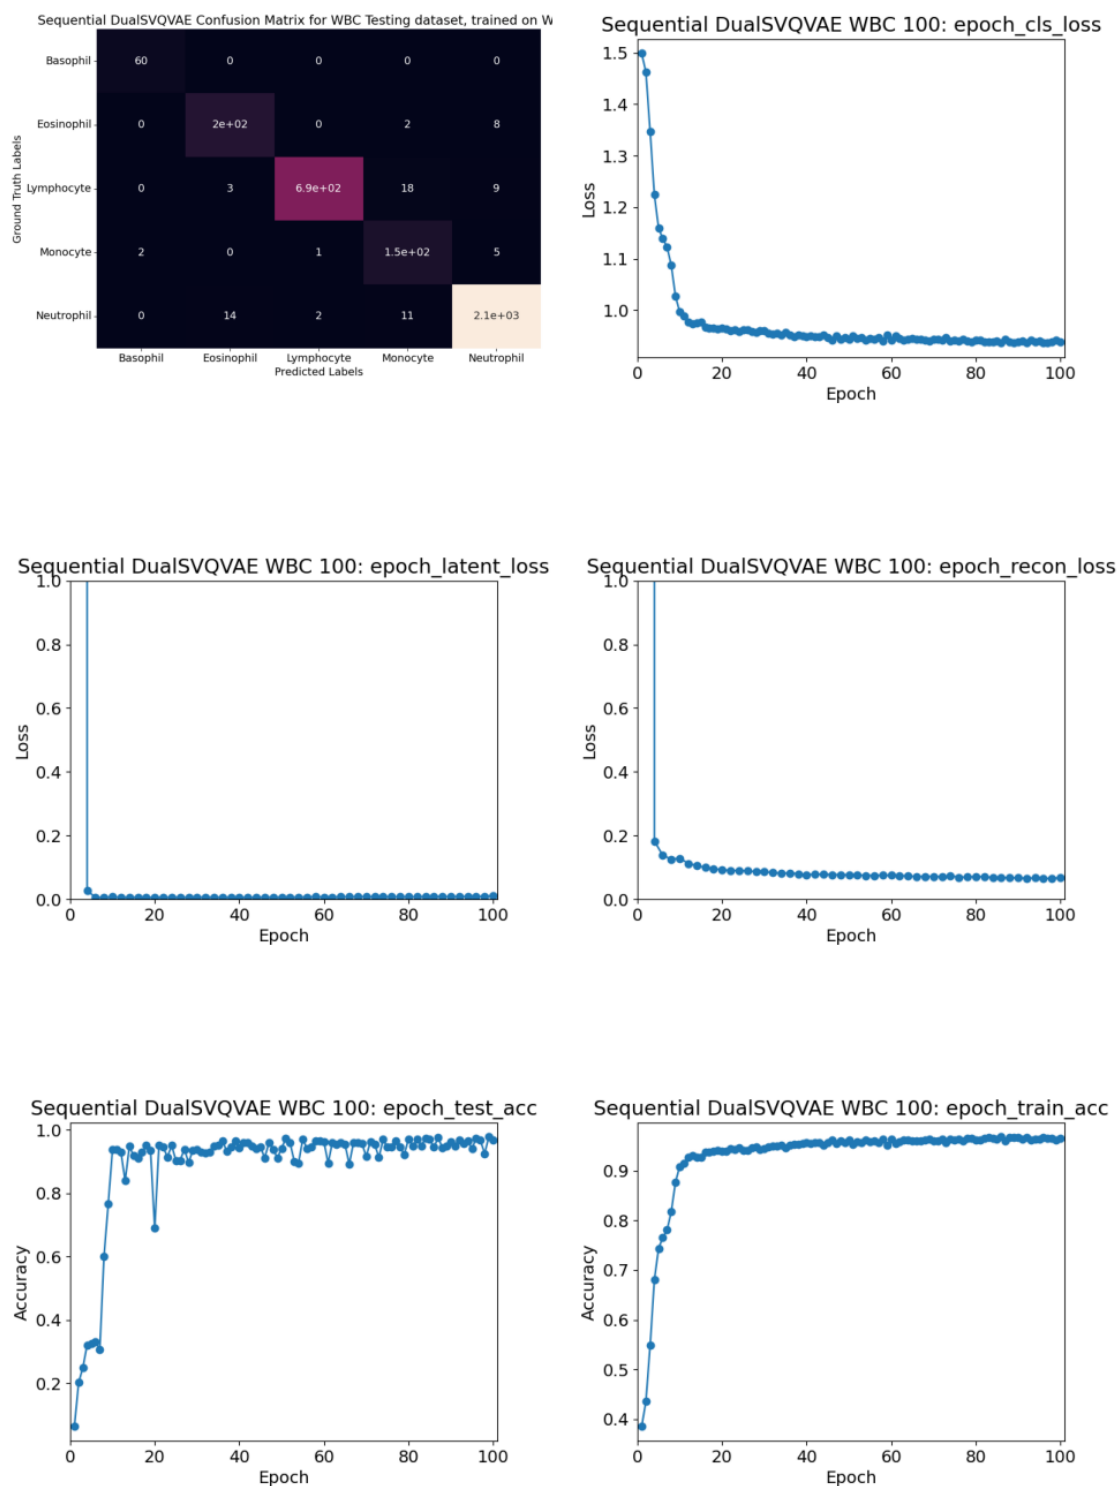 Sequential DualSVQVAE Confusion Matrix for WBC Testing dataset, trained on W
Ground Truth Labels
Basophil 60 0 0 0 0
Eosinophil 0 2e+02 0 2 8
Lymphocyte 0 3 6.9e+02 18 9
Monocyte 2 0 1 1.5e+02 5
Neutrophil 0 14 2 11 2.1e+03
Basophil Eosinophil Lymphocyte Monocyte Neutrophil
Predicted Labels
Sequential DualSVQVAE WBC 100: epoch_cls_loss
Loss
1.5
1.4
1.3
1.2
1.1
1.0
0 20 40 60 80 100
Epoch
Sequential DualSVQVAE WBC 100: epoch_latent_loss
Loss
1.0
0.8
0.6
0.4
0.2
0.0
0 20 40 60 80 100
Epoch
Sequential DualSVQVAE WBC 100: epoch_recon_loss
Loss
1.0
0.8
0.6
0.4
0.2
0.0
0 20 40 60 80 100
Epoch
Sequential DualSVQVAE WBC 100: epoch_test_acc
Accuracy
1.0
0.8
0.6
0.4
0.2
0 20 40 60 80 100
Epoch
Sequential DualSVQVAE WBC 100: epoch_train_acc
Accuracy
0.9
0.8
0.7
0.6
0.5
0.4
0 20 40 60 80 100
Epoch